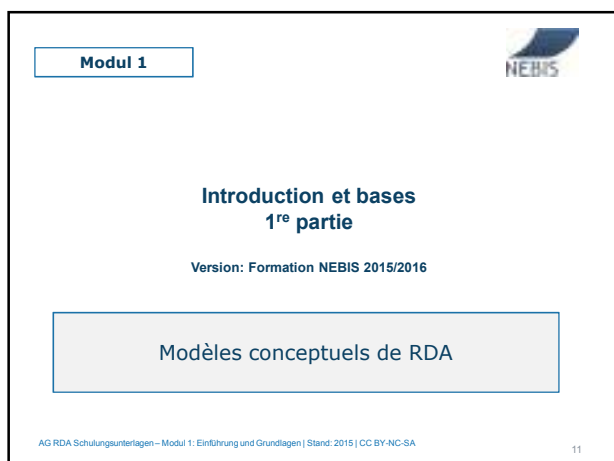 Modul 1
NEBIS
Introduction et bases
1re partie
Version: Formation NEBIS 2015/2016
Modèles conceptuels de RDA
AG RDA Schulungsunterlagen – Modul 1: Einführung und Grundlagen | Stand: 2015 | CC BY-NC-SA
11